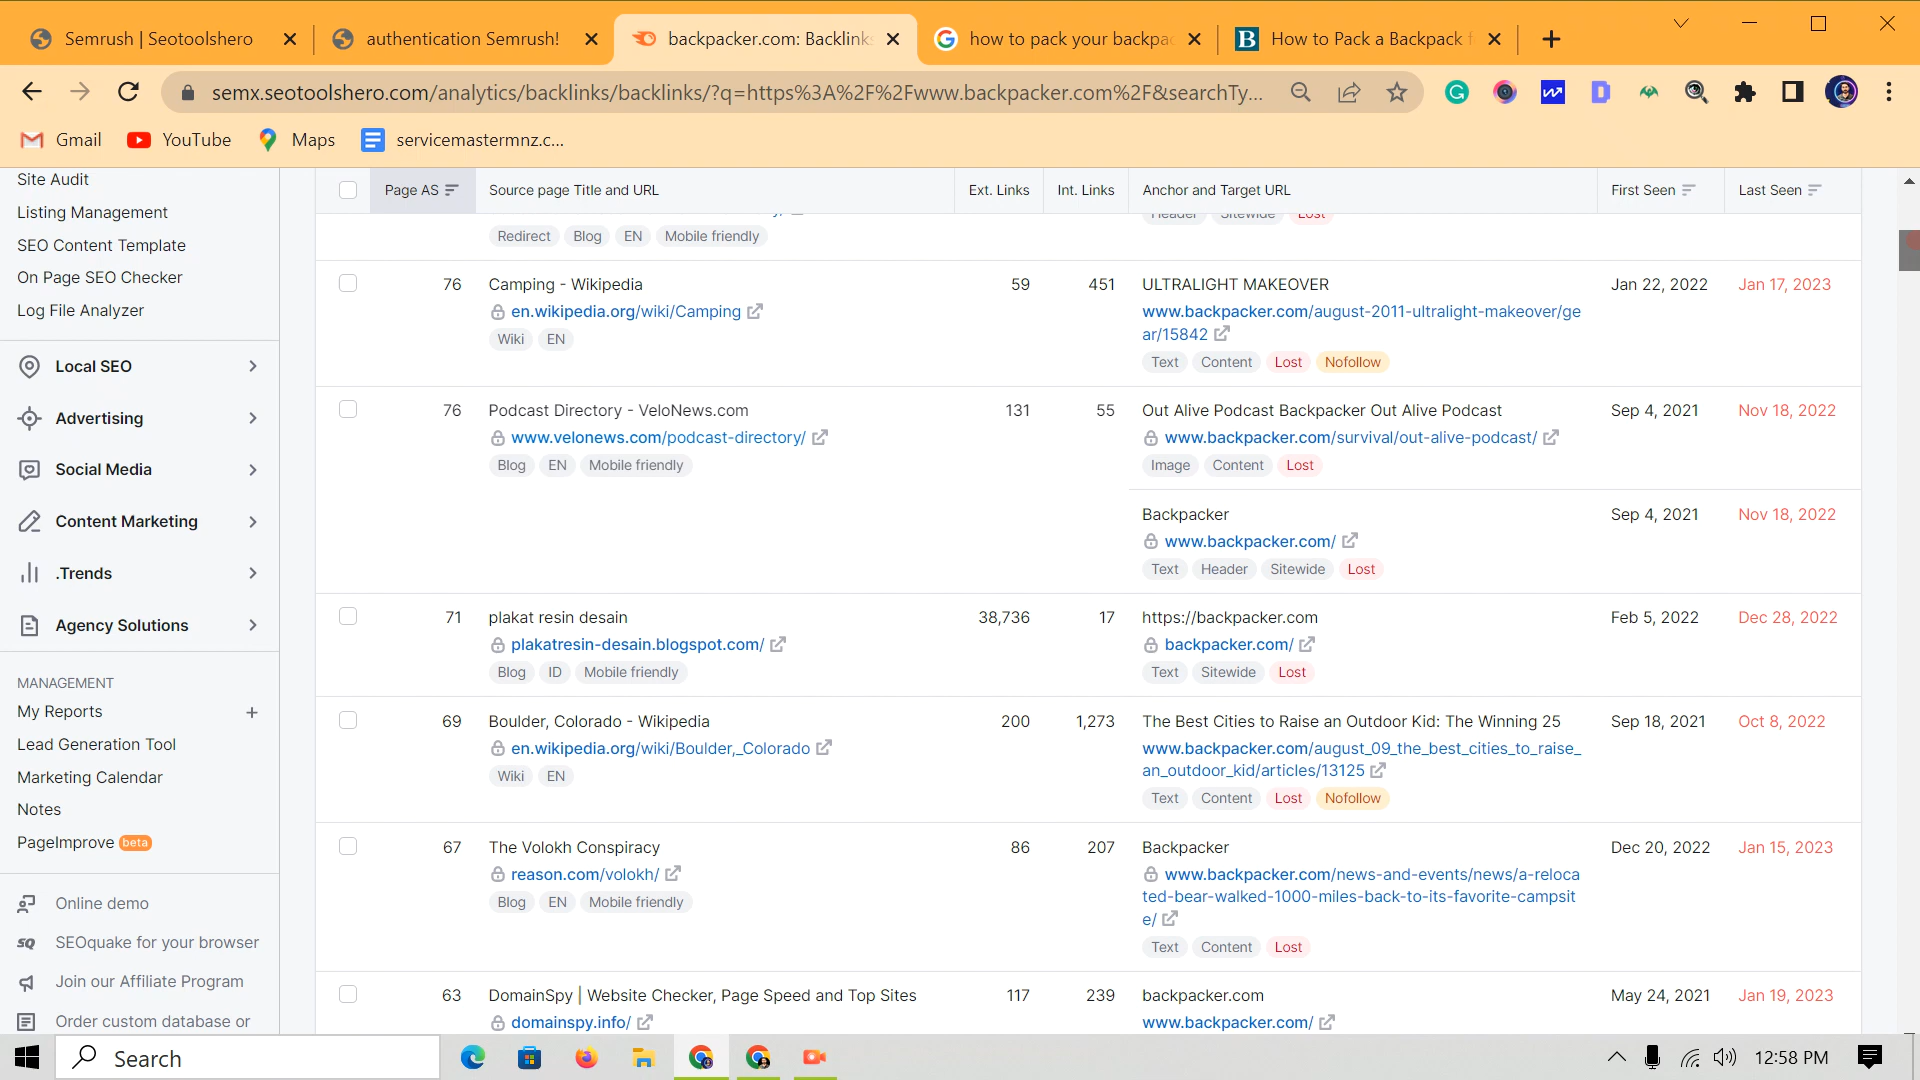 Semrush | Seotoolshero
authentication Semrush!
backpacker.com: Backlinks
how to pack your backpac
B How to Pack a Backpack f
semx.seotoolshero.com/analytics/backlinks/backlinks/?q=https%3A%2F%2Fwww.backpacker.com%2F&searchTy...
Gmail YouTube Maps servicemastermnz.c...
Site Audit
Listing Management
SEO Content Template
On Page SEO Checker
Log File Analyzer
Local SEO
Advertising
Social Media
Content Marketing
.Trends
Agency Solutions
MANAGEMENT
My Reports
Lead Generation Tool
Marketing Calendar
Notes
PageImprove beta
Online demo
SQ SEOquake for your browser
Join our Affiliate Program
Order custom database or
Page AS Source page Title and URL Ext. Links Int. Links Anchor and Target URL First Seen Last Seen
Header Sitewide Lost
Redirect Blog EN Mobile friendly
76 Camping - Wikipedia 59 451 ULTRALIGHT MAKEOVER Jan 22, 2022 Jan 17, 2023
en.wikipedia.org/wiki/Camping www.backpacker.com/august-2011-ultralight-makeover/ge
ar/15842
Wiki EN
Text Content Lost Nofollow
76 Podcast Directory - VeloNews.com 131 55 Out Alive Podcast Backpacker Out Alive Podcast Sep 4, 2021 Nov 18, 2022
www.velonews.com/podcast-directory/ www.backpacker.com/survival/out-alive-podcast/
Blog EN Mobile friendly Image Content Lost
Backpacker Sep 4, 2021 Nov 18, 2022
www.backpacker.com/
Text Header Sitewide Lost
71 plakat resin desain 38,736 17 https://backpacker.com Feb 5, 2022 Dec 28, 2022
plakatresin-desain.blogspot.com/ backpacker.com/
Blog ID Mobile friendly Text Sitewide Lost
69 Boulder, Colorado - Wikipedia 200 1,273 The Best Cities to Raise an Outdoor Kid: The Winning 25 Sep 18, 2021 Oct 8, 2022
en.wikipedia.org/wiki/Boulder,_Colorado www.backpacker.com/august_09_the_best_cities_to_raise_
an_outdoor_kid/articles/13125
Wiki EN
Text Content Lost Nofollow
67 The Volokh Conspiracy 86 207 Backpacker Dec 20, 2022 Jan 15, 2023
reason.com/volokh/ www.backpacker.com/news-and-events/news/a-reloca
ted-bear-walked-1000-miles-back-to-its-favorite-campsit
e/
Blog EN Mobile friendly
Text Content Lost
63 DomainSpy | Website Checker, Page Speed and Top Sites 117 239 backpacker.com May 24, 2021 Jan 19, 2023
domainspy.info/ www.backpacker.com/
Search
12:58 PM